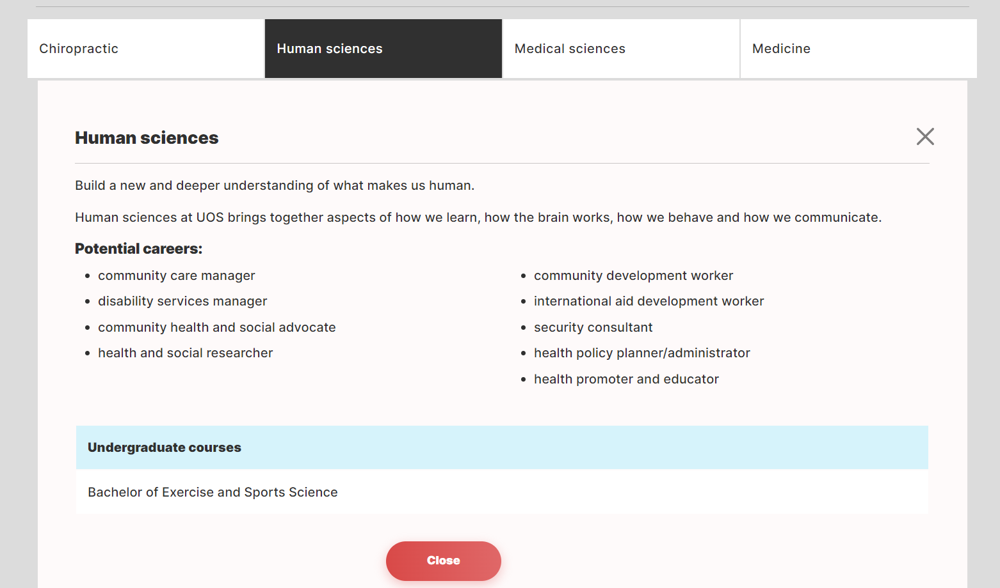 Chiropractic
Human sciences
Medical sciences
Medicine
Human sciences
Build a new and deeper understanding of what makes us human.
Human sciences at UOS brings together aspects of how we learn, how the brain works, how we behave and how we communicate.
Potential careers:
community care manager
disability services manager
community health and social advocate
health and social researcher
community development worker
international aid development worker
security consultant
health policy planner/administrator
health promoter and educator
Undergraduate courses
Bachelor of Exercise and Sports Science
Close